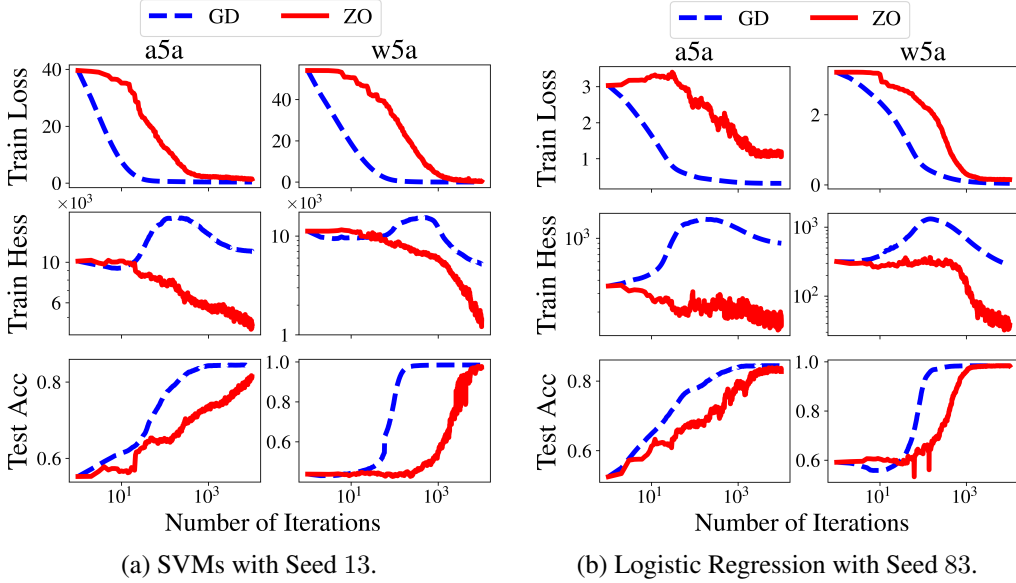 GD ZO GD ZO
a5a w5a a5a w5a
Train Loss 40 20 0 40 20 0 Train Loss 3 2 1 2 0
×10³ ×10³
Train Hess 10 6 10 1 Train Hess 10³ 10³ 10²
Test Acc 0.8 0.6 1.0 0.8 0.6 Test Acc 0.8 0.6 1.0 0.8 0.6
10¹ 10³ 10¹ 10³ 10¹ 10³ 10¹ 10³
Number of Iterations Number of Iterations
(a) SVMs with Seed 13. (b) Logistic Regression with Seed 83.